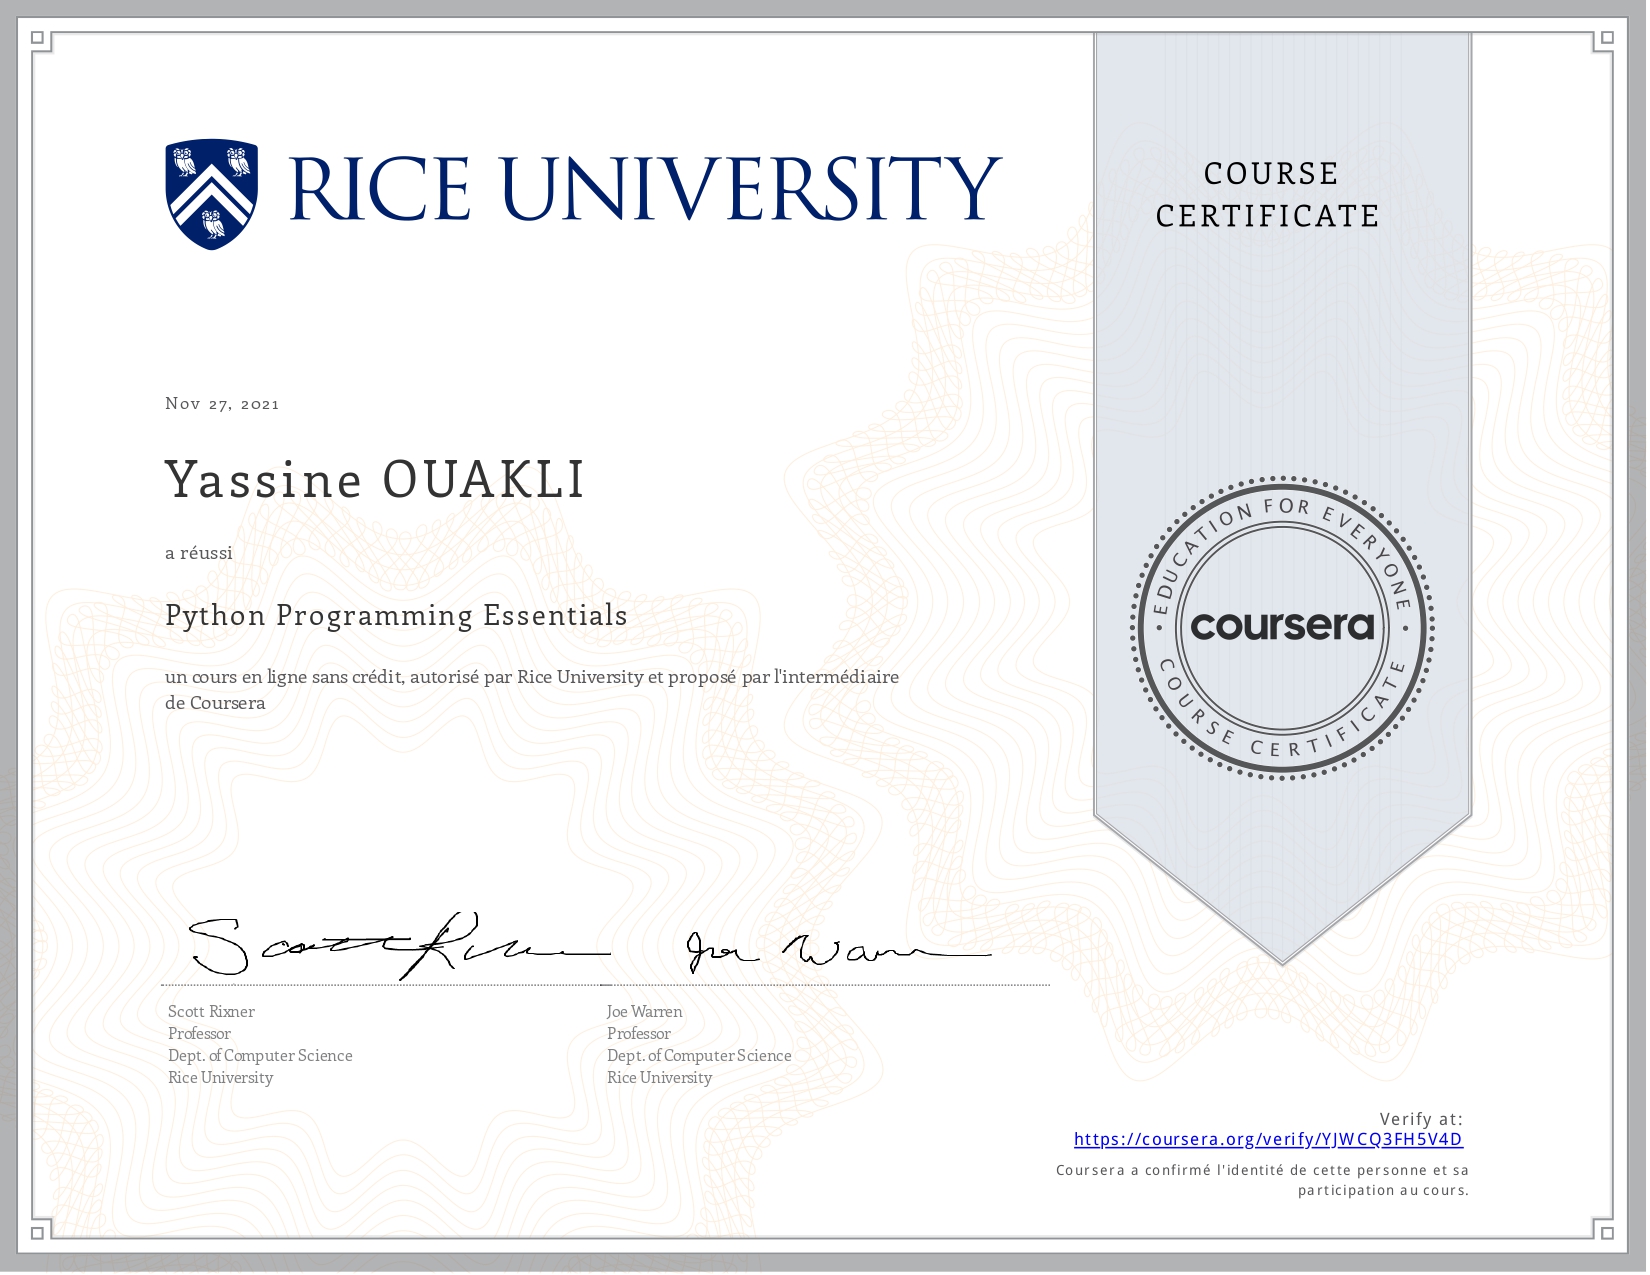 RICE UNIVERSITY
COURSE
CERTIFICATE
Nov 27, 2021
Yassine OUAKLI
a réussi
Python Programming Essentials
un cours en ligne sans crédit, autorisé par Rice University et proposé par l'intermédiaire
de Coursera
EDUCATION FOR EVERYONE
coursera
COURSE CERTIFICATE
Scott Rixner
Joe Warren
Scott Rixner
Professor
Dept. of Computer Science
Rice University
Joe Warren
Professor
Dept. of Computer Science
Rice University
Verify at:
https://coursera.org/verify/YJWCQ3FH5V4D
Coursera a confirmé l'identité de cette personne et sa
participation au cours.